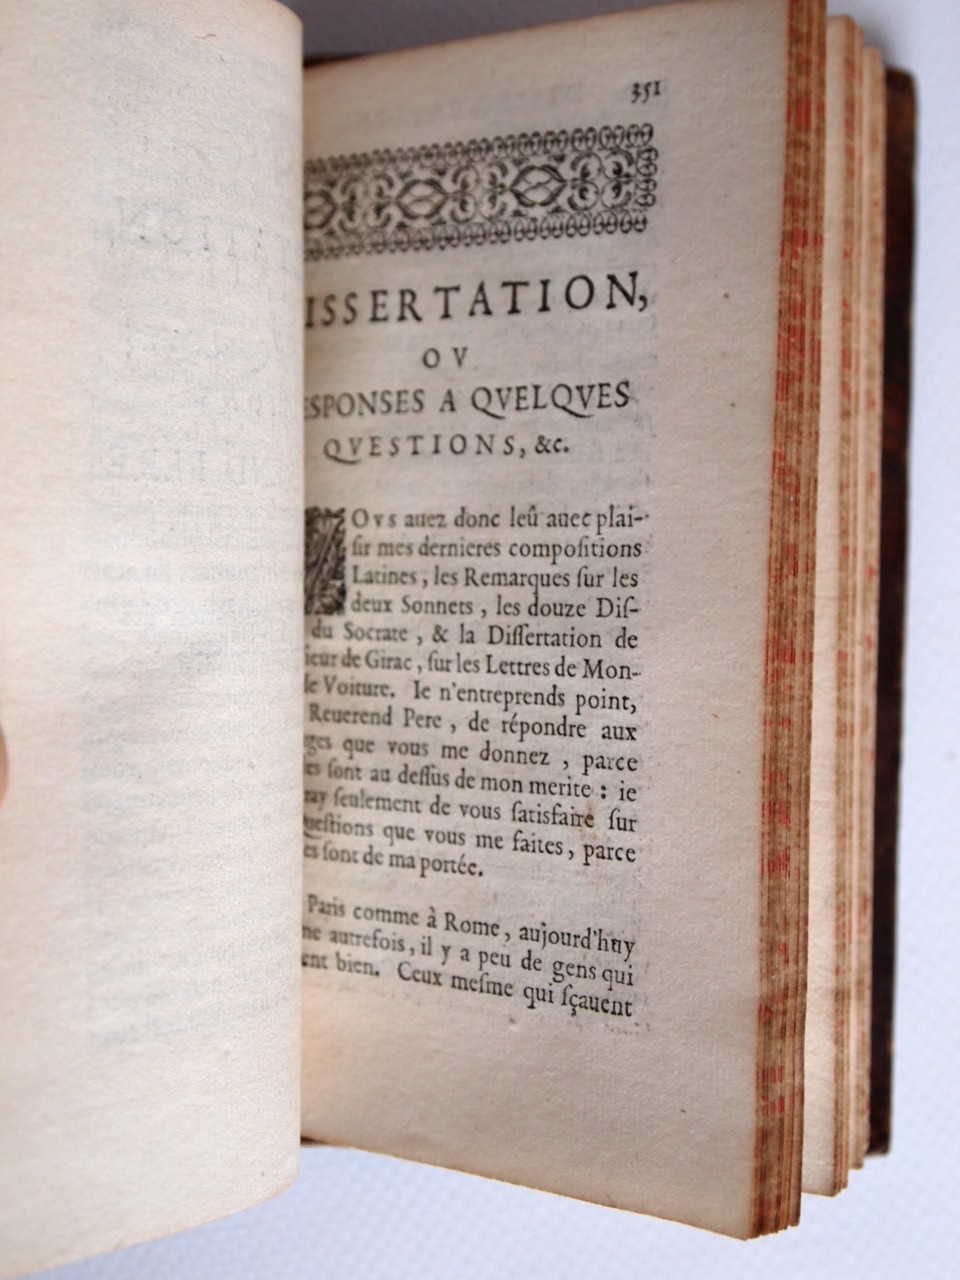 351
ISSERTATION,
OV
ESPONSES A QVELQVES
QVESTIONS, &c.
Ovs auez donc leû auec plai-
ſir mes dernieres compoſitions
Latines, les Remarques ſur les
deux Sonnets, les douze Diſ-
du Socrate, & la Diſſertation de
ieur de Girac, ſur les Lettres de Mon-
de Voiture. Ie n'entreprends point,
Reuerend Pere, de répondre aux
ges que vous me donnez, parce
es ſont au deſſus de mon merite : ie
ray ſeulement de vous ſatisfaire ſur
queſtions que vous me faites, parce
es ſont de ma portée.
Paris comme à Rome, aujourd'huy
me autrefois, il y a peu de gens qui
ent bien. Ceux meſme qui ſçauent